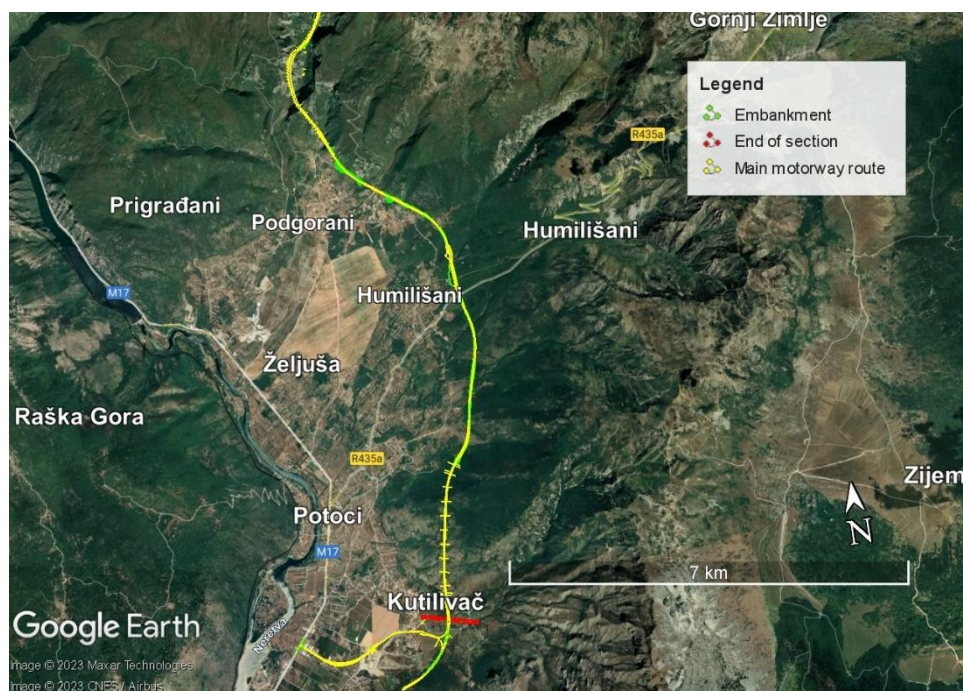 Gornji Zimlje
Legend
Embankment
End of section
Main motorway route
R435a
Prigrađani
Podgorani
Humilišani
M17
Humilišani
Željuša
Raška Gora
R435a
Zijem
N
Potoci
M17
7 km
Kutilivač
Google Earth
Neretva
Image © 2023 Maxar Technologies
Image © 2023 CNES / Airbus